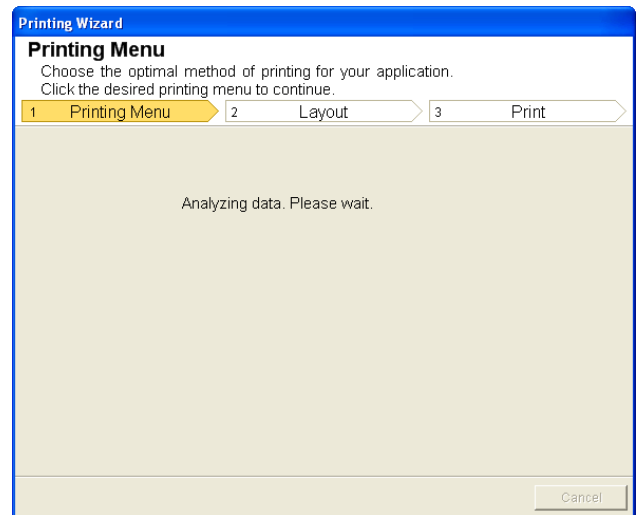 Printing Wizard
Printing Menu
Choose the optimal method of printing for your application.
Click the desired printing menu to continue.
1 Printing Menu 2 Layout 3 Print
Analyzing data. Please wait.
Cancel